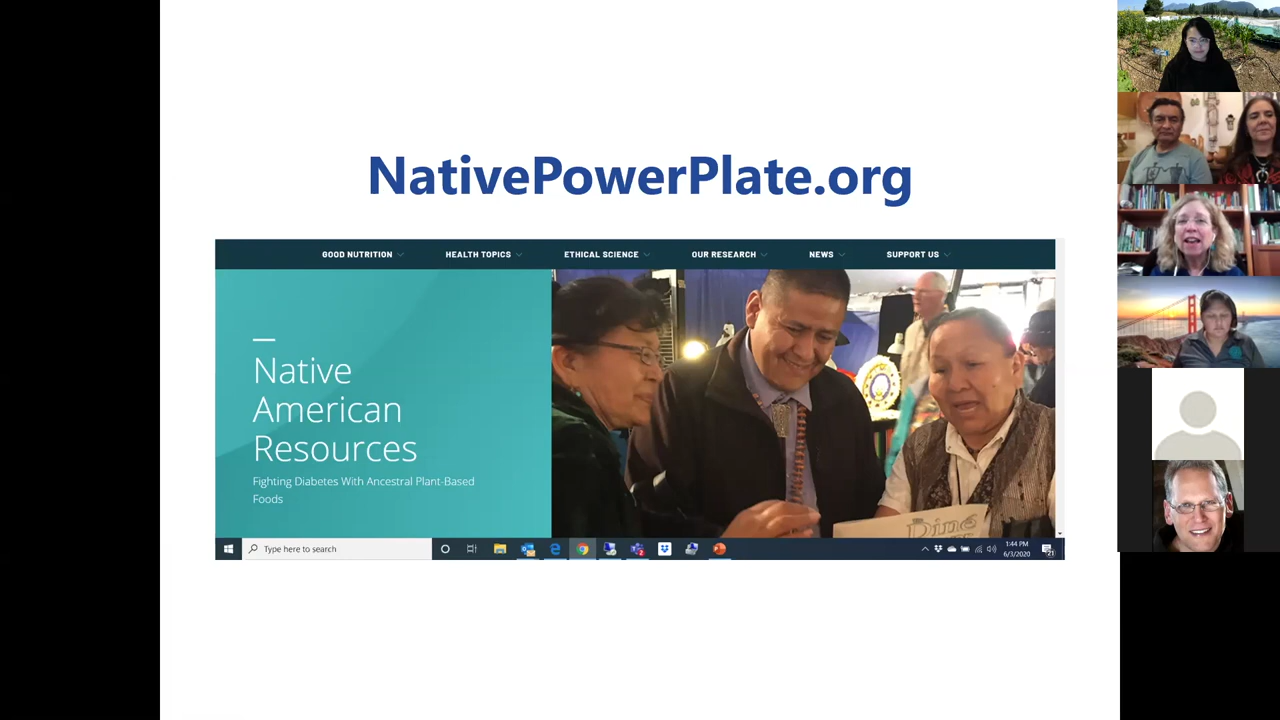 NativePowerPlate.org
GOOD NUTRITION
HEALTH TOPICS
ETHICAL SCIENCE
OUR RESEARCH
NEWS
SUPPORT US
Native
American
Resources
Fighting Diabetes With Ancestral Plant-Based
Foods
Diné
Type here to search
1:44 PM
6/3/2020